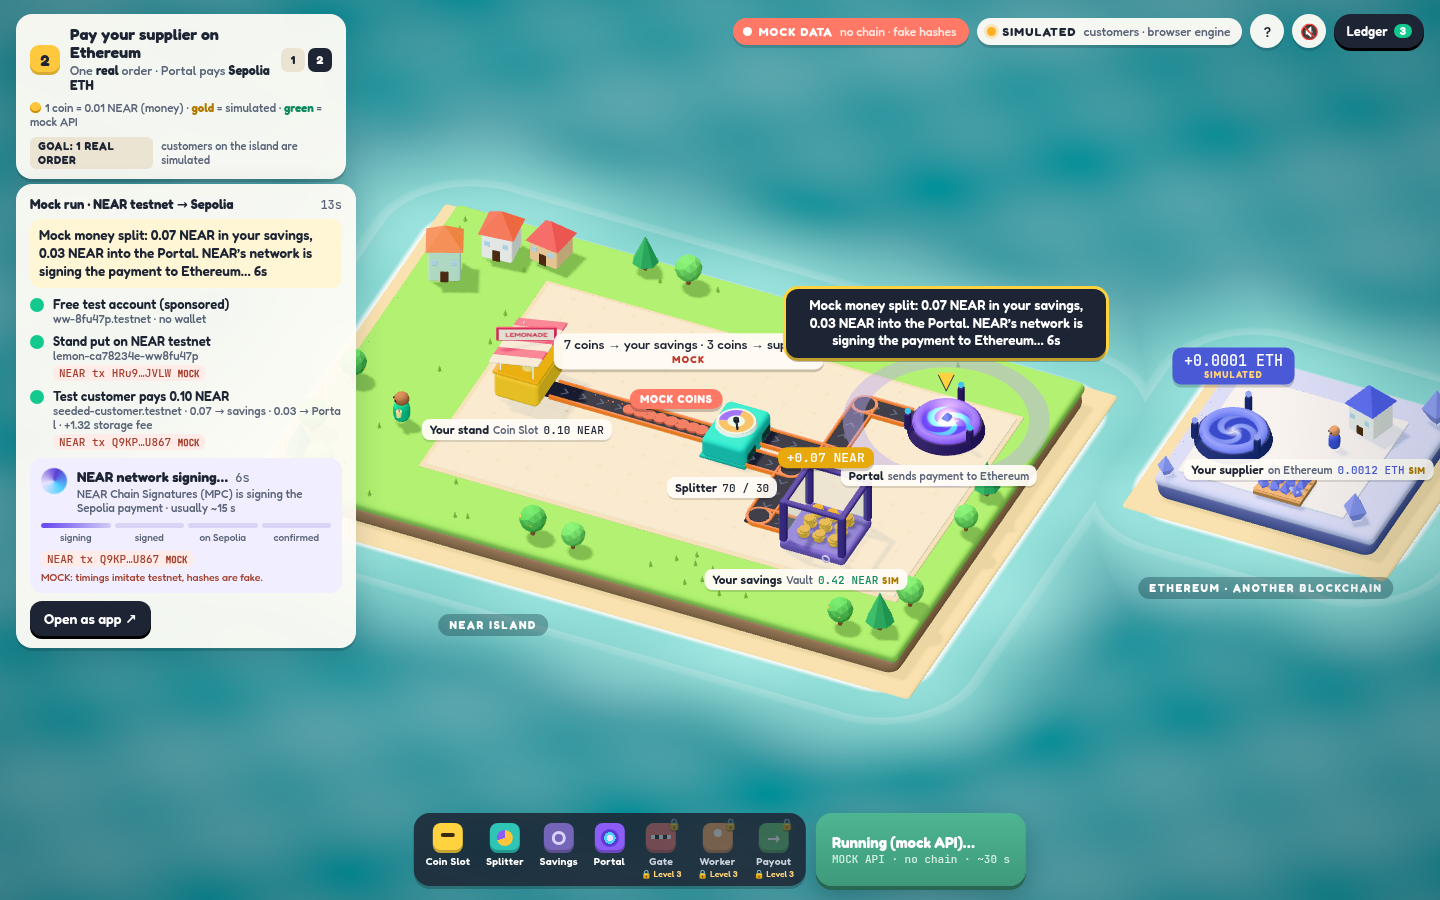 2
Pay your supplier on
Ethereum
One real order · Portal pays Sepolia
ETH
1 2
1 coin = 0.01 NEAR (money) · gold = simulated · green =
mock API
GOAL: 1 REAL
ORDER
customers on the island are
simulated
MOCK DATA no chain · fake hashes
SIMULATED customers · browser engine
?
Ledger 3
Mock run · NEAR testnet → Sepolia 13s
Mock money split: 0.07 NEAR in your savings,
0.03 NEAR into the Portal. NEAR's network is
signing the payment to Ethereum... 6s
Free test account (sponsored)
ww-8fu47p.testnet · no wallet
Stand put on NEAR testnet
lemon-ca78234e-ww8fu47p
NEAR tx HRu9…JVLW MOCK
Test customer pays 0.10 NEAR
seeded-customer.testnet · 0.07 → savings · 0.03 → Porta
l · +1.32 storage fee
NEAR tx Q9KP…U867 MOCK
NEAR network signing... 6s
NEAR Chain Signatures (MPC) is signing the
Sepolia payment · usually ~15 s
signing signed on Sepolia confirmed
NEAR tx Q9KP…U867 MOCK
MOCK: timings imitate testnet, hashes are fake.
Open as app ↗
LEMONADE
7 coins → your savings · 3 coins → sup
MOCK
Mock money split: 0.07 NEAR in your savings,
0.03 NEAR into the Portal. NEAR's network is
signing the payment to Ethereum... 6s
+0.0001 ETH
SIMULATED
MOCK COINS
Your stand Coin Slot 0.10 NEAR
+0.07 NEAR
Portal sends payment to Ethereum
Your supplier on Ethereum 0.0012 ETH SIM
Splitter 70 / 30
Your savings Vault 0.42 NEAR SIM
ETHEREUM · ANOTHER BLOCKCHAIN
NEAR ISLAND
Coin Slot
Splitter
Savings
Portal
Gate
Level 3
Worker
Level 3
Payout
Level 3
Running (mock API)...
MOCK API · no chain · ~30 s